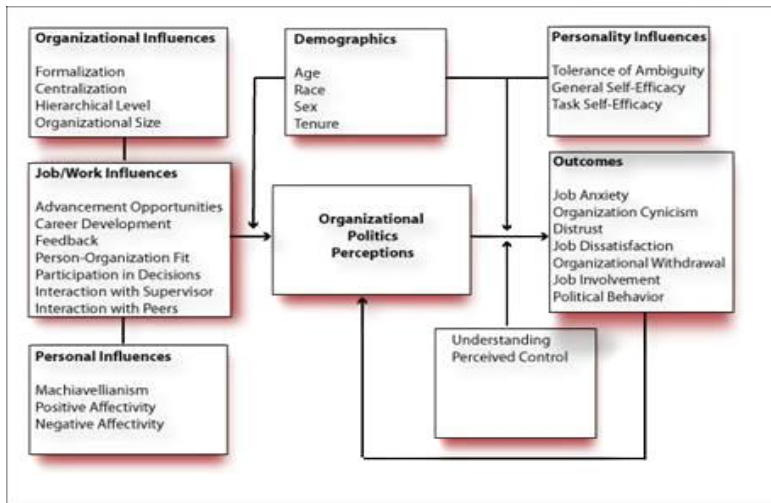 Organizational Influences
Formalization
Centralization
Hierarchical Level
Organizational Size
Demographics
Age
Race
Sex
Tenure
Personality Influences
Tolerance of Ambiguity
General Self-Efficacy
Task Self-Efficacy
Job/Work Influences
Advancement Opportunities
Career Development
Feedback
Person-Organization Fit
Participation in Decisions
Interaction with Supervisor
Interaction with Peers
Organizational
Politics
Perceptions
Outcomes
Job Anxiety
Organization Cynicism
Distrust
Job Dissatisfaction
Organizational Withdrawal
Job Involvement
Political Behavior
Understanding
Perceived Control
Personal Influences
Machiavellianism
Positive Affectivity
Negative Affectivity